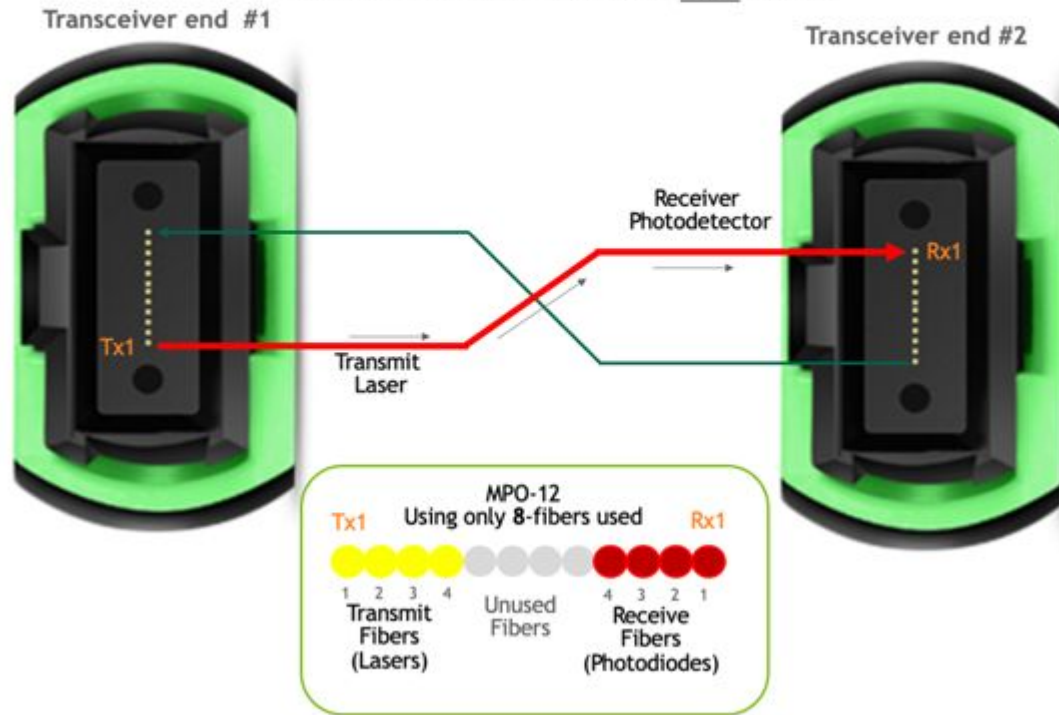 Transceiver end #1
Transceiver end #2
Receiver
Photodetector
Rx1
Tx1
Transmit
Laser
MPO-12
Using only 8-fibers used
Tx1
Rx1
1 2 3 4
4 3 2 1
Transmit
Fibers
(Lasers)
Unused
Fibers
Receive
Fibers
(Photodiodes)